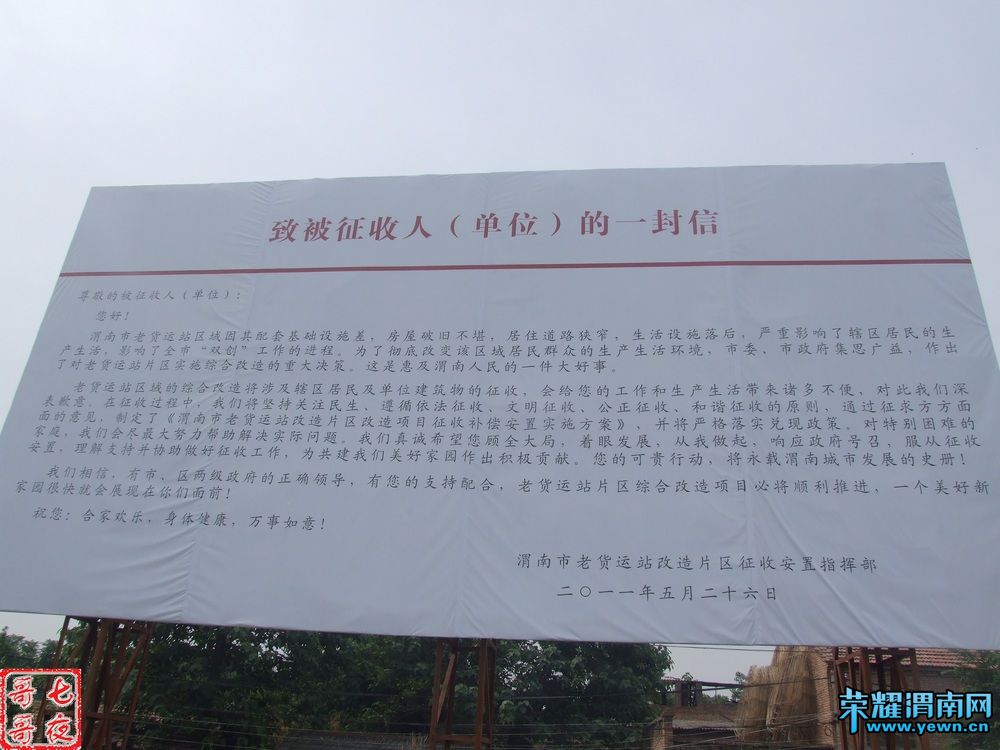 致被征收人（单位）的一封信
尊敬的被征收人（单位）：
您好！
渭南市老货运站区域因其配套基础设施差，房屋破旧不堪，居住道路狭窄，生活设施落后，严重影响了辖区居民的生
产生活，影响了全市“双创”工作的进程。为了彻底改变该区域居民群众的生产生活环境，市委、市政府集思广益，作出
了对老货运站片区实施综合改造的重大决策。这是惠及渭南人民的一件大好事。
老货运站区域的综合改造将涉及辖区居民及单位建筑物的征收，会给您的工作和生产生活带来诸多不便，对此我们深
表歉意。在征收过程中，我们将坚持关注民生、遵循依法征收、文明征收、公正征收、和谐征收的原则，通过征求方方面
面的意见，制定了《渭南市老货运站改造片区改造项目征收补偿安置实施方案》，并将严格落实兑现政策。对特别困难的
家庭，我们会尽最大努力帮助解决实际问题。我们真诚希望您顾全大局，着眼发展，从我做起，响应政府号召，服从征收
安置，理解支持并协助做好征收工作，为共建我们美好家园作出积极贡献。您的可贵行动，将永载渭南城市发展的史册！
我们相信，有市，区两级政府的正确领导，有您的支持配合，老货运站片区综合改造项目必将顺利推进，一个美好新
家园很快就会展现在你们面前！
祝您：合家欢乐，身体健康，万事如意！
渭南市老货运站改造片区征收安置指挥部
二〇一一年五月二十六日
七夜
哥哥
荣耀渭南网
www.yewn.cn